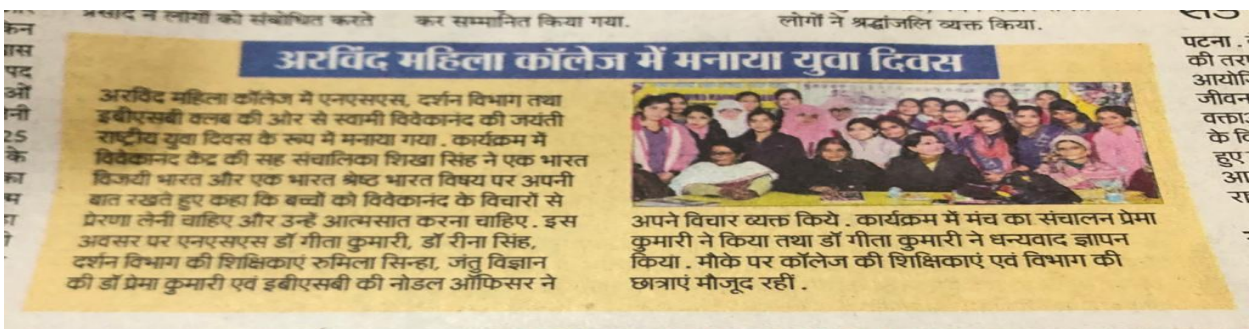 प्रसाद ने लोगों को संबोधित करते
कर सम्मानित किया गया.
लोगों ने श्रद्धांजलि व्यक्त किया.
केन
ास
पद
ओं
नी
25
के
का
अरविंद महिला कॉलेज में मनाया युवा दिवस
अरविंद महिला कॉलेज में एनएसएस, दर्शन विभाग तथा
इबीएसबी क्लब की ओर से स्वामी विवेकानंद की जयंती
राष्ट्रीय युवा दिवस के रूप में मनाया गया. कार्यक्रम में
विवेकानंद केंद्र की सह संचालिका शिखा सिंह ने एक भारत
विजयी भारत और एक भारत श्रेष्ठ भारत विषय पर अपनी
बात रखते हुए कहा कि बच्चों को विवेकानंद के विचारों से
प्रेरणा लेनी चाहिए और उन्हें आत्मसात करना चाहिए. इस
अवसर पर एनएसएस डॉ गीता कुमारी, डॉ रीना सिंह,
दर्शन विभाग की शिक्षिकाएं रुमिला सिन्हा, जंतु विज्ञान
की डॉ प्रेमा कुमारी एवं इबीएसबी की नोडल ऑफिसर ने
अपने विचार व्यक्त किये. कार्यक्रम में मंच का संचालन प्रेमा
कुमारी ने किया तथा डॉ गीता कुमारी ने धन्यवाद ज्ञापन
किया. मौके पर कॉलेज की शिक्षिकाएं एवं विभाग की
छात्राएं मौजूद रहीं.
पटना.
की तर
आयोि
जीवन
वक्ता
के दि
हुए
आ
रा